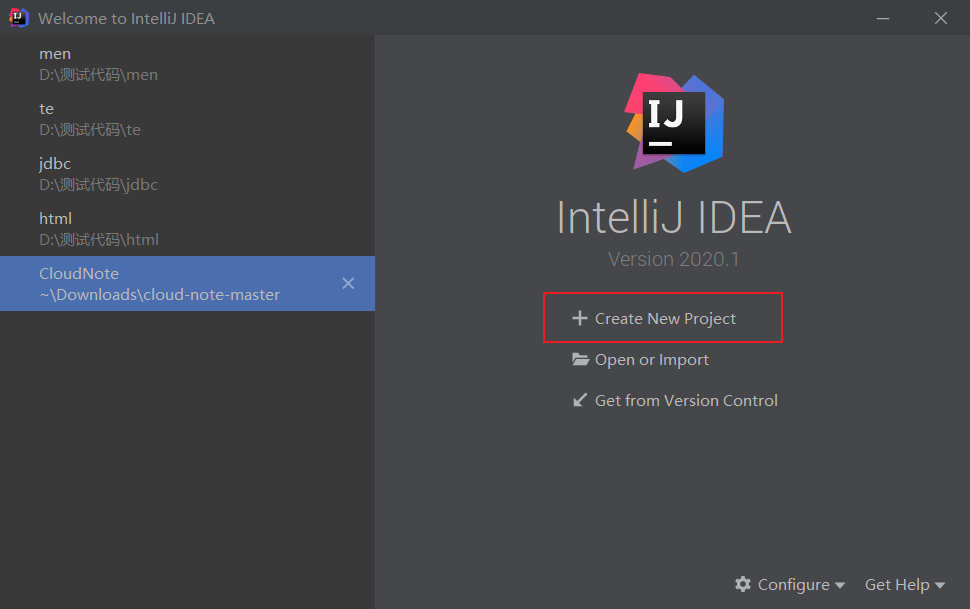 Welcome to IntelliJ IDEA
men
D:\测试代码\men
te
D:\测试代码\te
jdbc
D:\测试代码\jdbc
html
D:\测试代码\html
CloudNote
~\Downloads\cloud-note-master
IJ
IntelliJ IDEA
Version 2020.1
Create New Project
Open or Import
Get from Version Control
Configure
Get Help